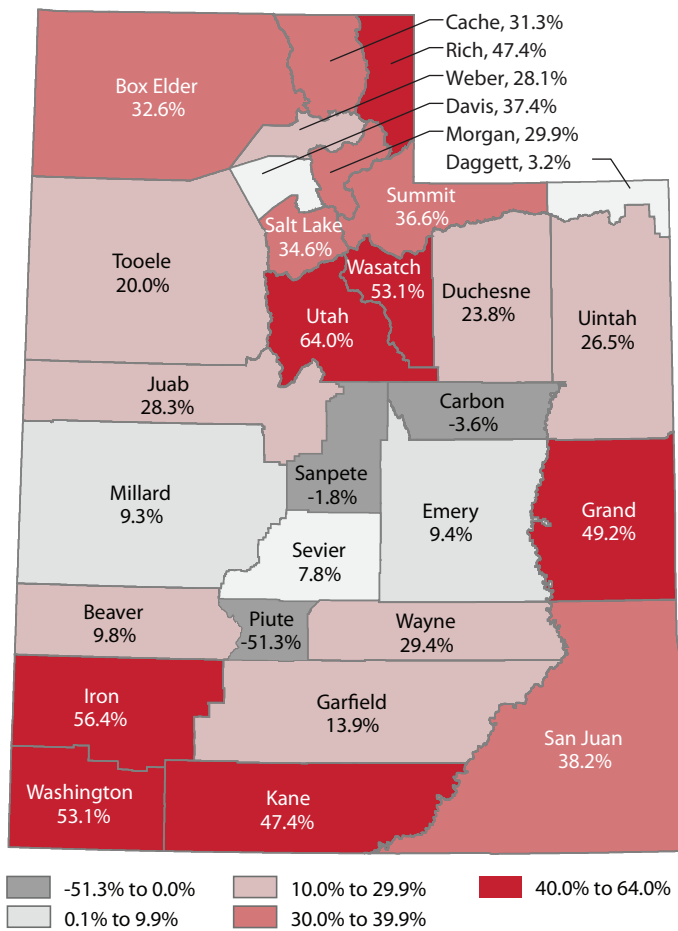 Cache, 31.3%
Rich, 47.4%
Weber, 28.1%
Davis, 37.4%
Morgan, 29.9%
Daggett, 3.2%
Box Elder
32.6%
Summit
36.6%
Salt Lake
34.6%
Tooele
20.0%
Wasatch
53.1%
Duchesne
23.8%
Uintah
26.5%
Utah
64.0%
Juab
28.3%
Carbon
-3.6%
Sanpete
-1.8%
Millard
9.3%
Emery
9.4%
Grand
49.2%
Sevier
7.8%
Beaver
9.8%
Piute
-51.3%
Wayne
29.4%
Iron
56.4%
Garfield
13.9%
San Juan
38.2%
Washington
53.1%
Kane
47.4%
-51.3% to 0.0%
0.1% to 9.9%
10.0% to 29.9%
30.0% to 39.9%
40.0% to 64.0%